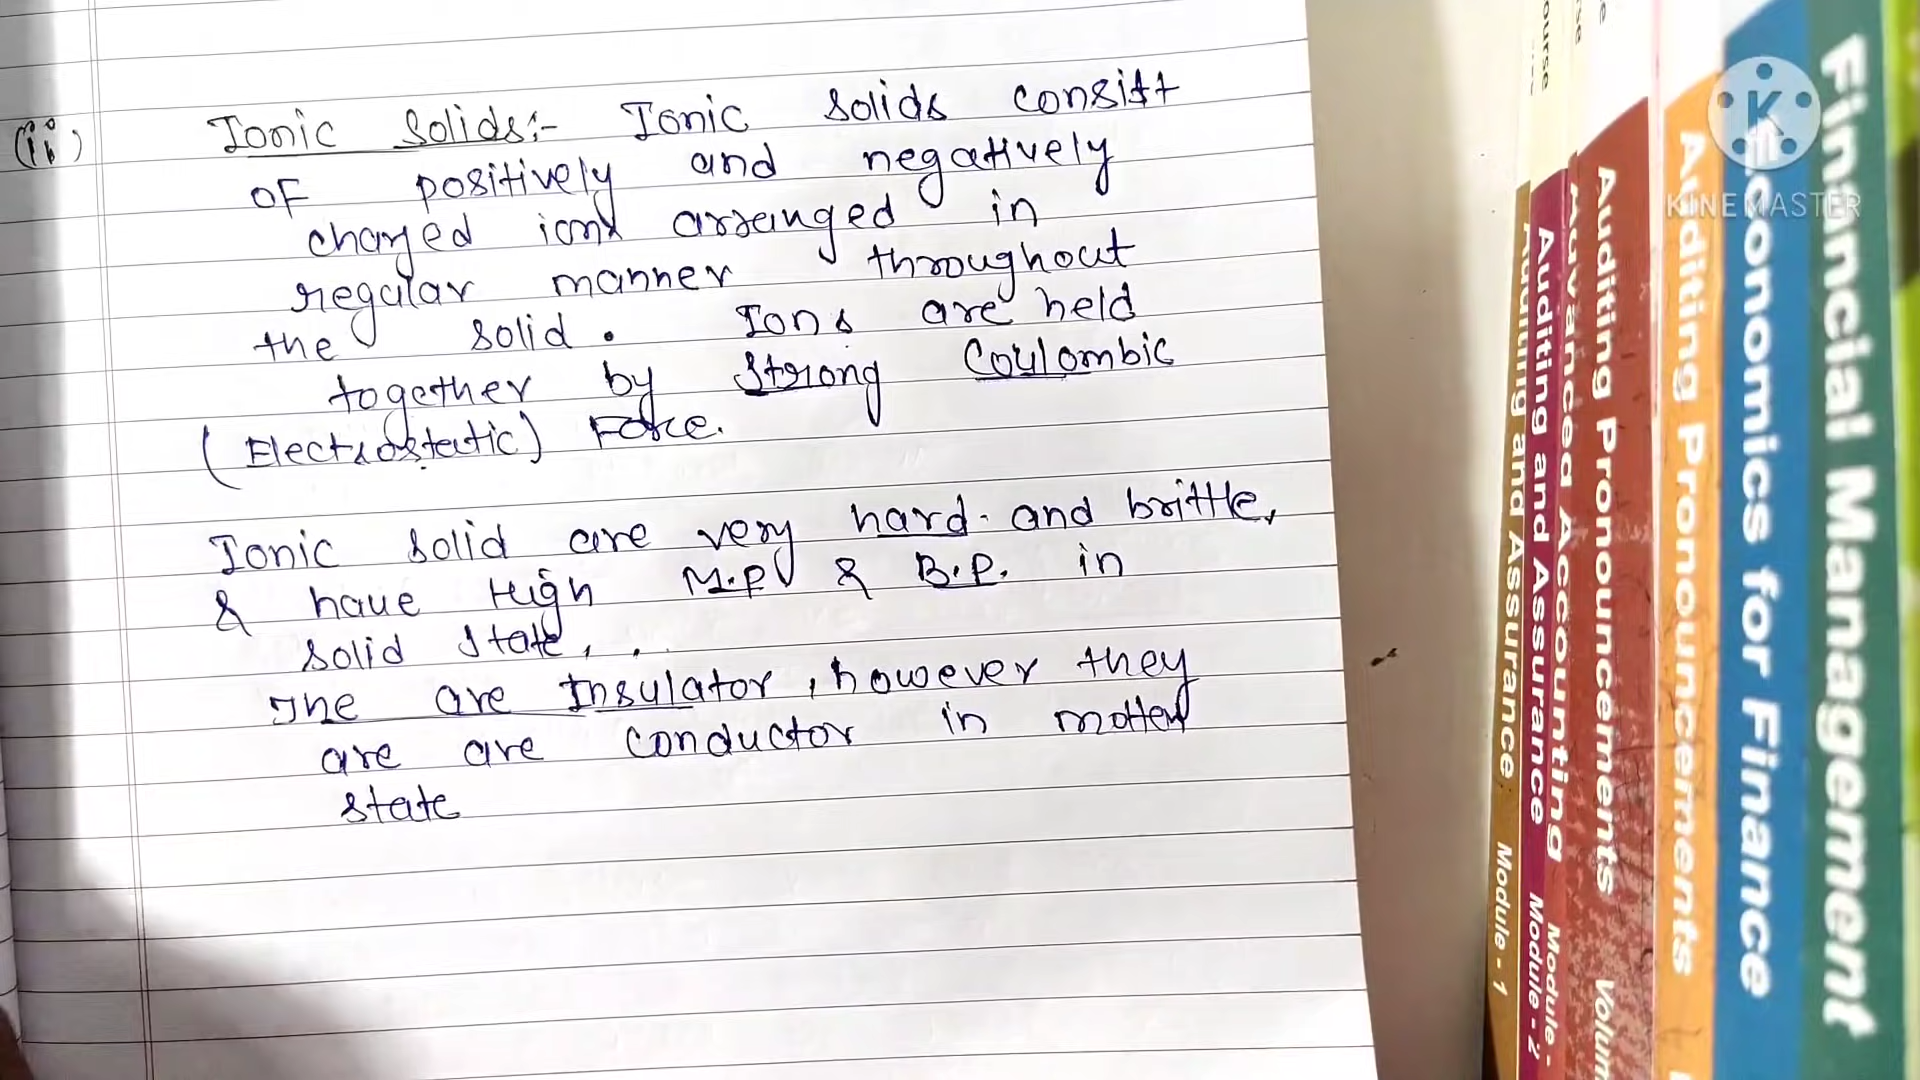 (ii) Ionic Solids:- Ionic solids consist
of positively and negatively
charged ions arranged in
regular manner throughout
the solid. Ions are held
together by strong Coulombic
(Electrostatic) Force.
Ionic solid are very hard and brittle,
& have High M.P & B.P. in
solid state,
The are Insulator, however they
are are conductor in molten
state
KINEMASTER
Course
Auditing and Assurance Module - 1
Auditing and Assurance Module - 2
Advanced Accounting Module -
Auditing Pronouncements Volum
Auditing Pronouncements
Economics for Finance
Financial Management